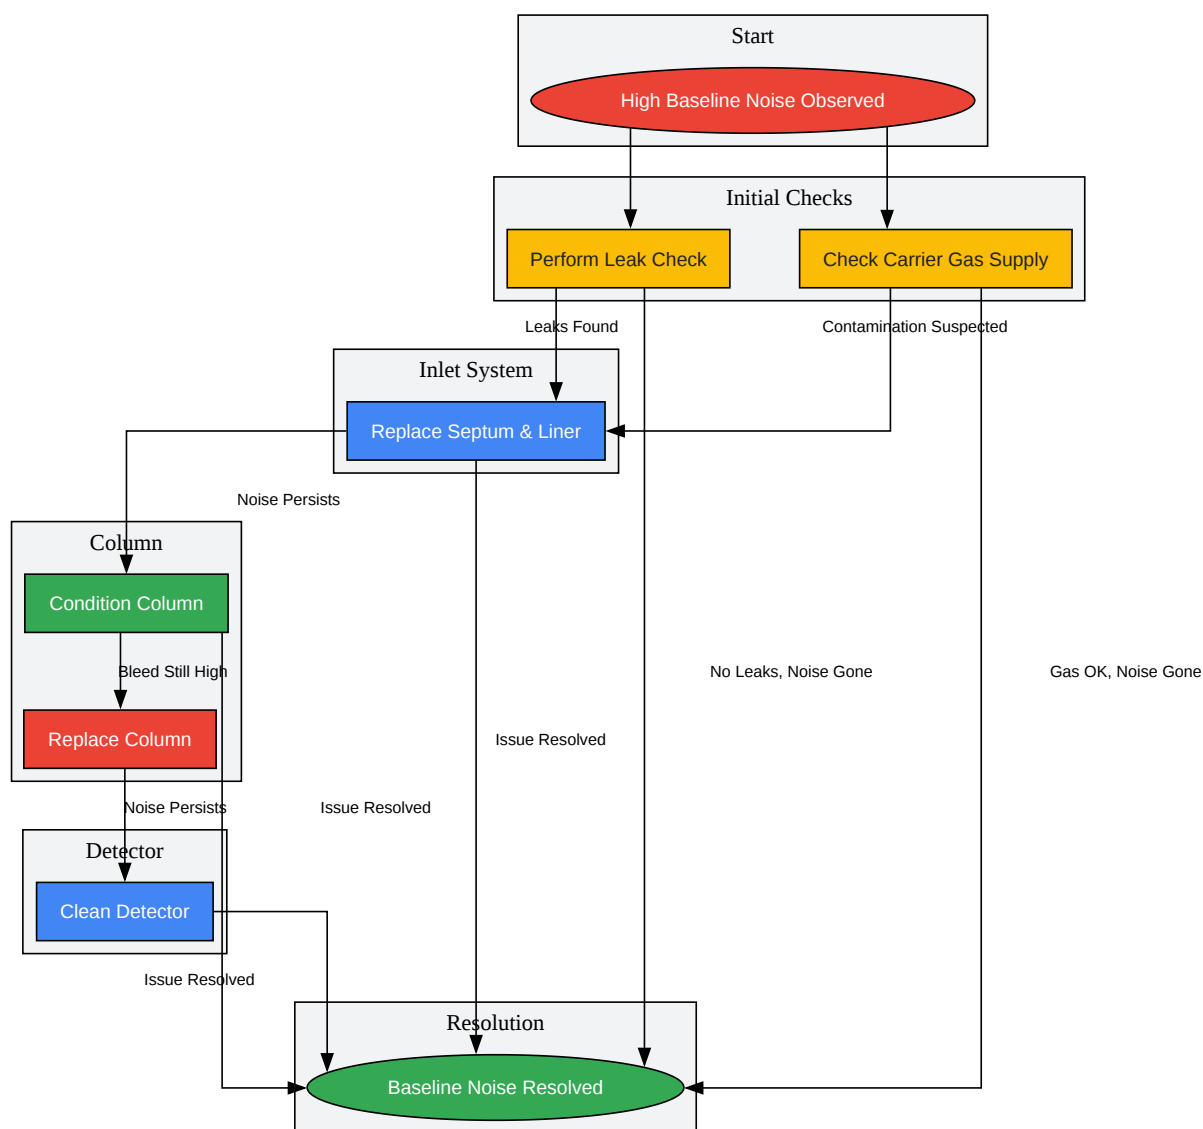 Start
High Baseline Noise Observed
Initial Checks
Perform Leak Check
Check Carrier Gas Supply
Leaks Found
Contamination Suspected
Inlet System
Replace Septum & Liner
Noise Persists
Column
Condition Column
Bleed Still High
No Leaks, Noise Gone
Gas OK, Noise Gone
Replace Column
Issue Resolved
Noise Persists
Issue Resolved
Detector
Clean Detector
Issue Resolved
Resolution
Baseline Noise Resolved